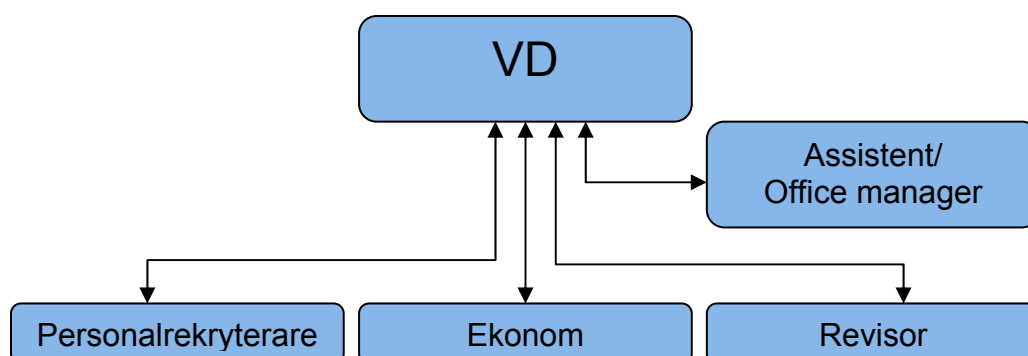 VD
Assistent/
Office manager
Personalrekryterare
Ekonom
Revisor